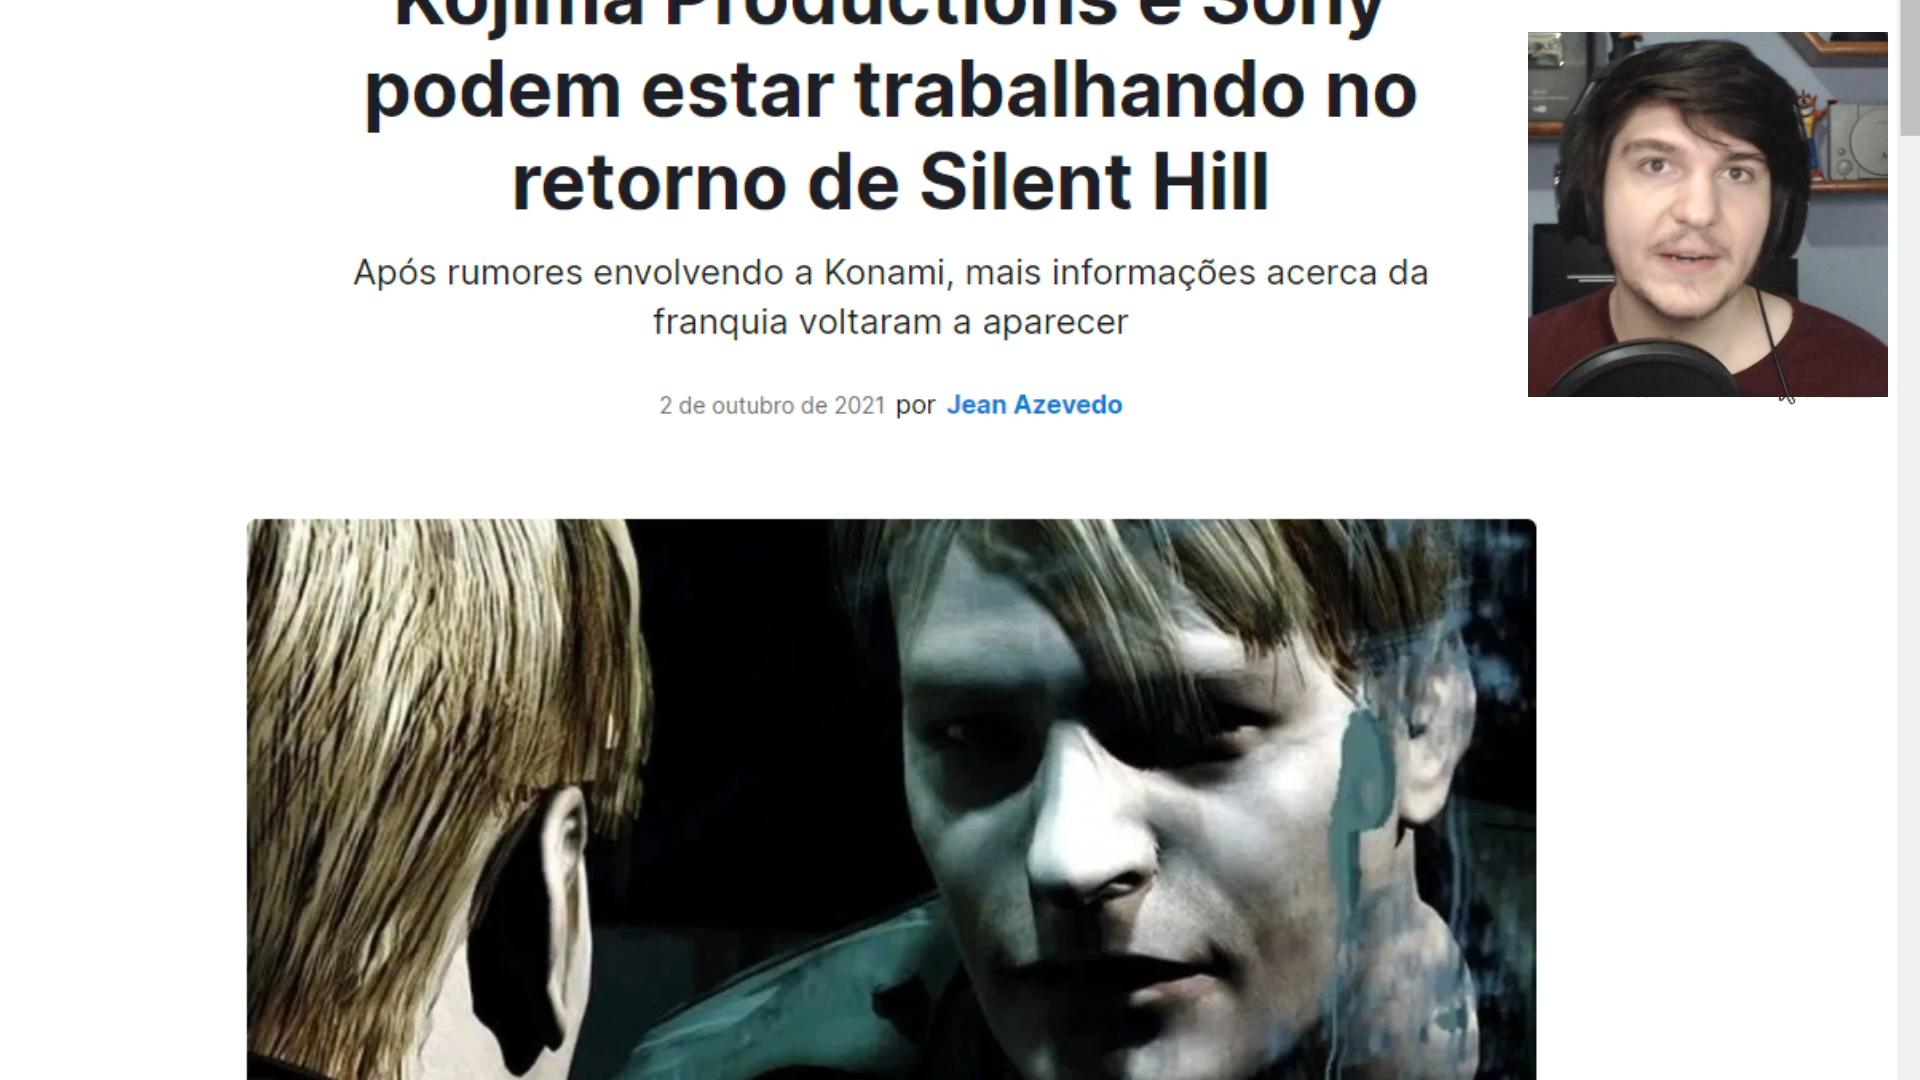 Kojima Productions e Sony
podem estar trabalhando no
retorno de Silent Hill
Após rumores envolvendo a Konami, mais informações acerca da
franquia voltaram a aparecer
2 de outubro de 2021 por Jean Azevedo